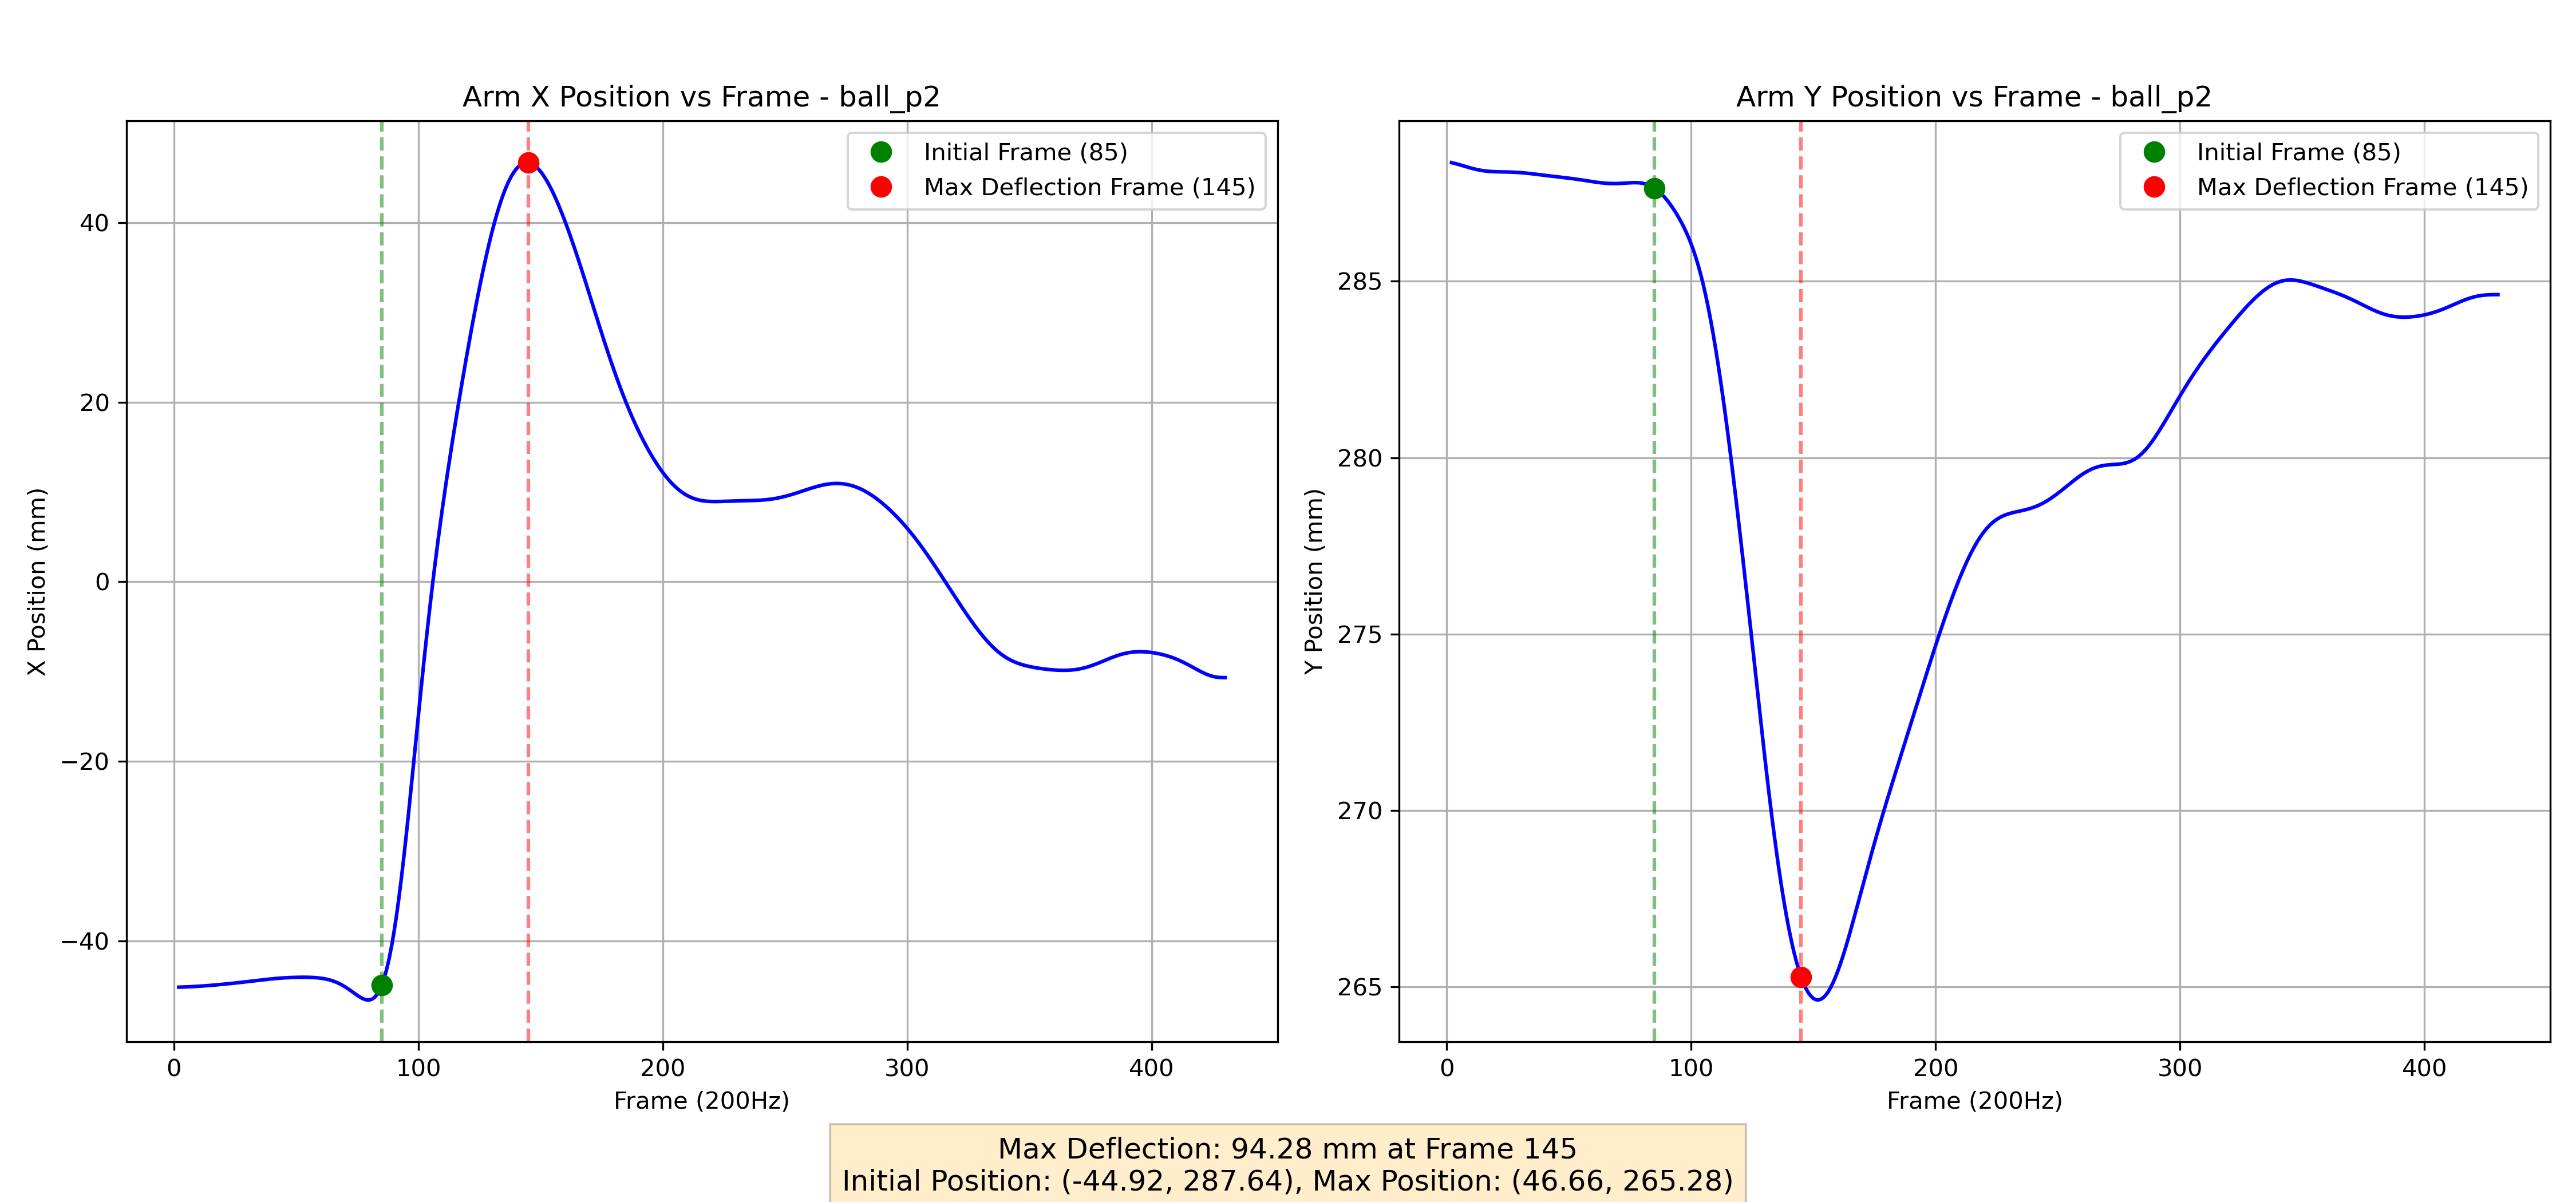 Arm X Position vs Frame - ball_p2
Initial Frame (85)
Max Deflection Frame (145)
X Position (mm)
40
20
0
−20
−40
0
100
200
300
400
Frame (200Hz)
Arm Y Position vs Frame - ball_p2
Initial Frame (85)
Max Deflection Frame (145)
Y Position (mm)
285
280
275
270
265
0
100
200
300
400
Frame (200Hz)
Max Deflection: 94.28 mm at Frame 145
Initial Position: (-44.92, 287.64), Max Position: (46.66, 265.28)